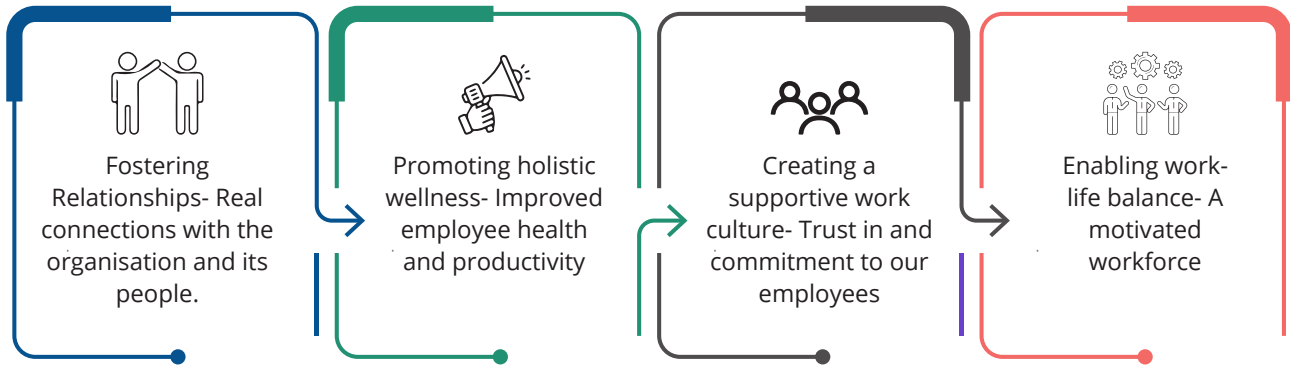 Fostering
Relationships- Real
connections with the
organisation and its
people.
Promoting holistic
wellness- Improved
employee health
and productivity
Creating a
supportive work
culture- Trust in and
commitment to our
employees
Enabling work-
life balance- A
motivated
workforce